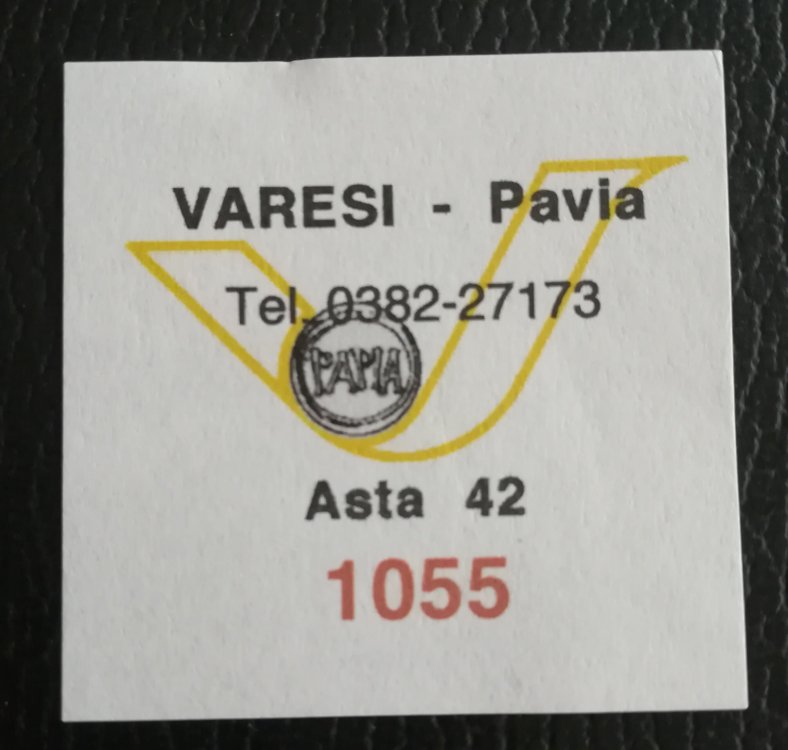 VARESI - Pavia
Tel. 0382-27173
PAPIA
Asta 42
1055